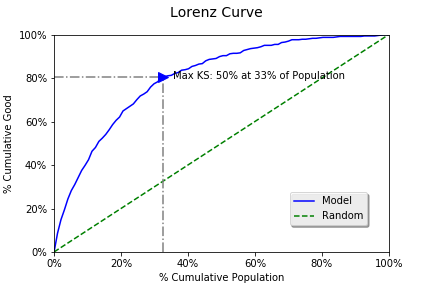 Lorenz Curve
100%
80%
60%
40%
20%
0%
% Cumulative Good
Max KS: 50% at 33% of Population
Model
Random
0%
20%
40%
60%
80%
100%
% Cumulative Population